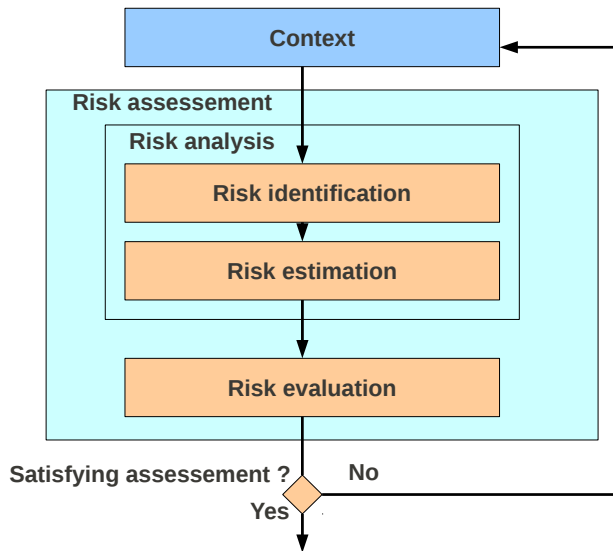 Context
Risk assessement
Risk analysis
Risk identification
Risk estimation
Risk evaluation
Satisfying assessement ?
No
Yes